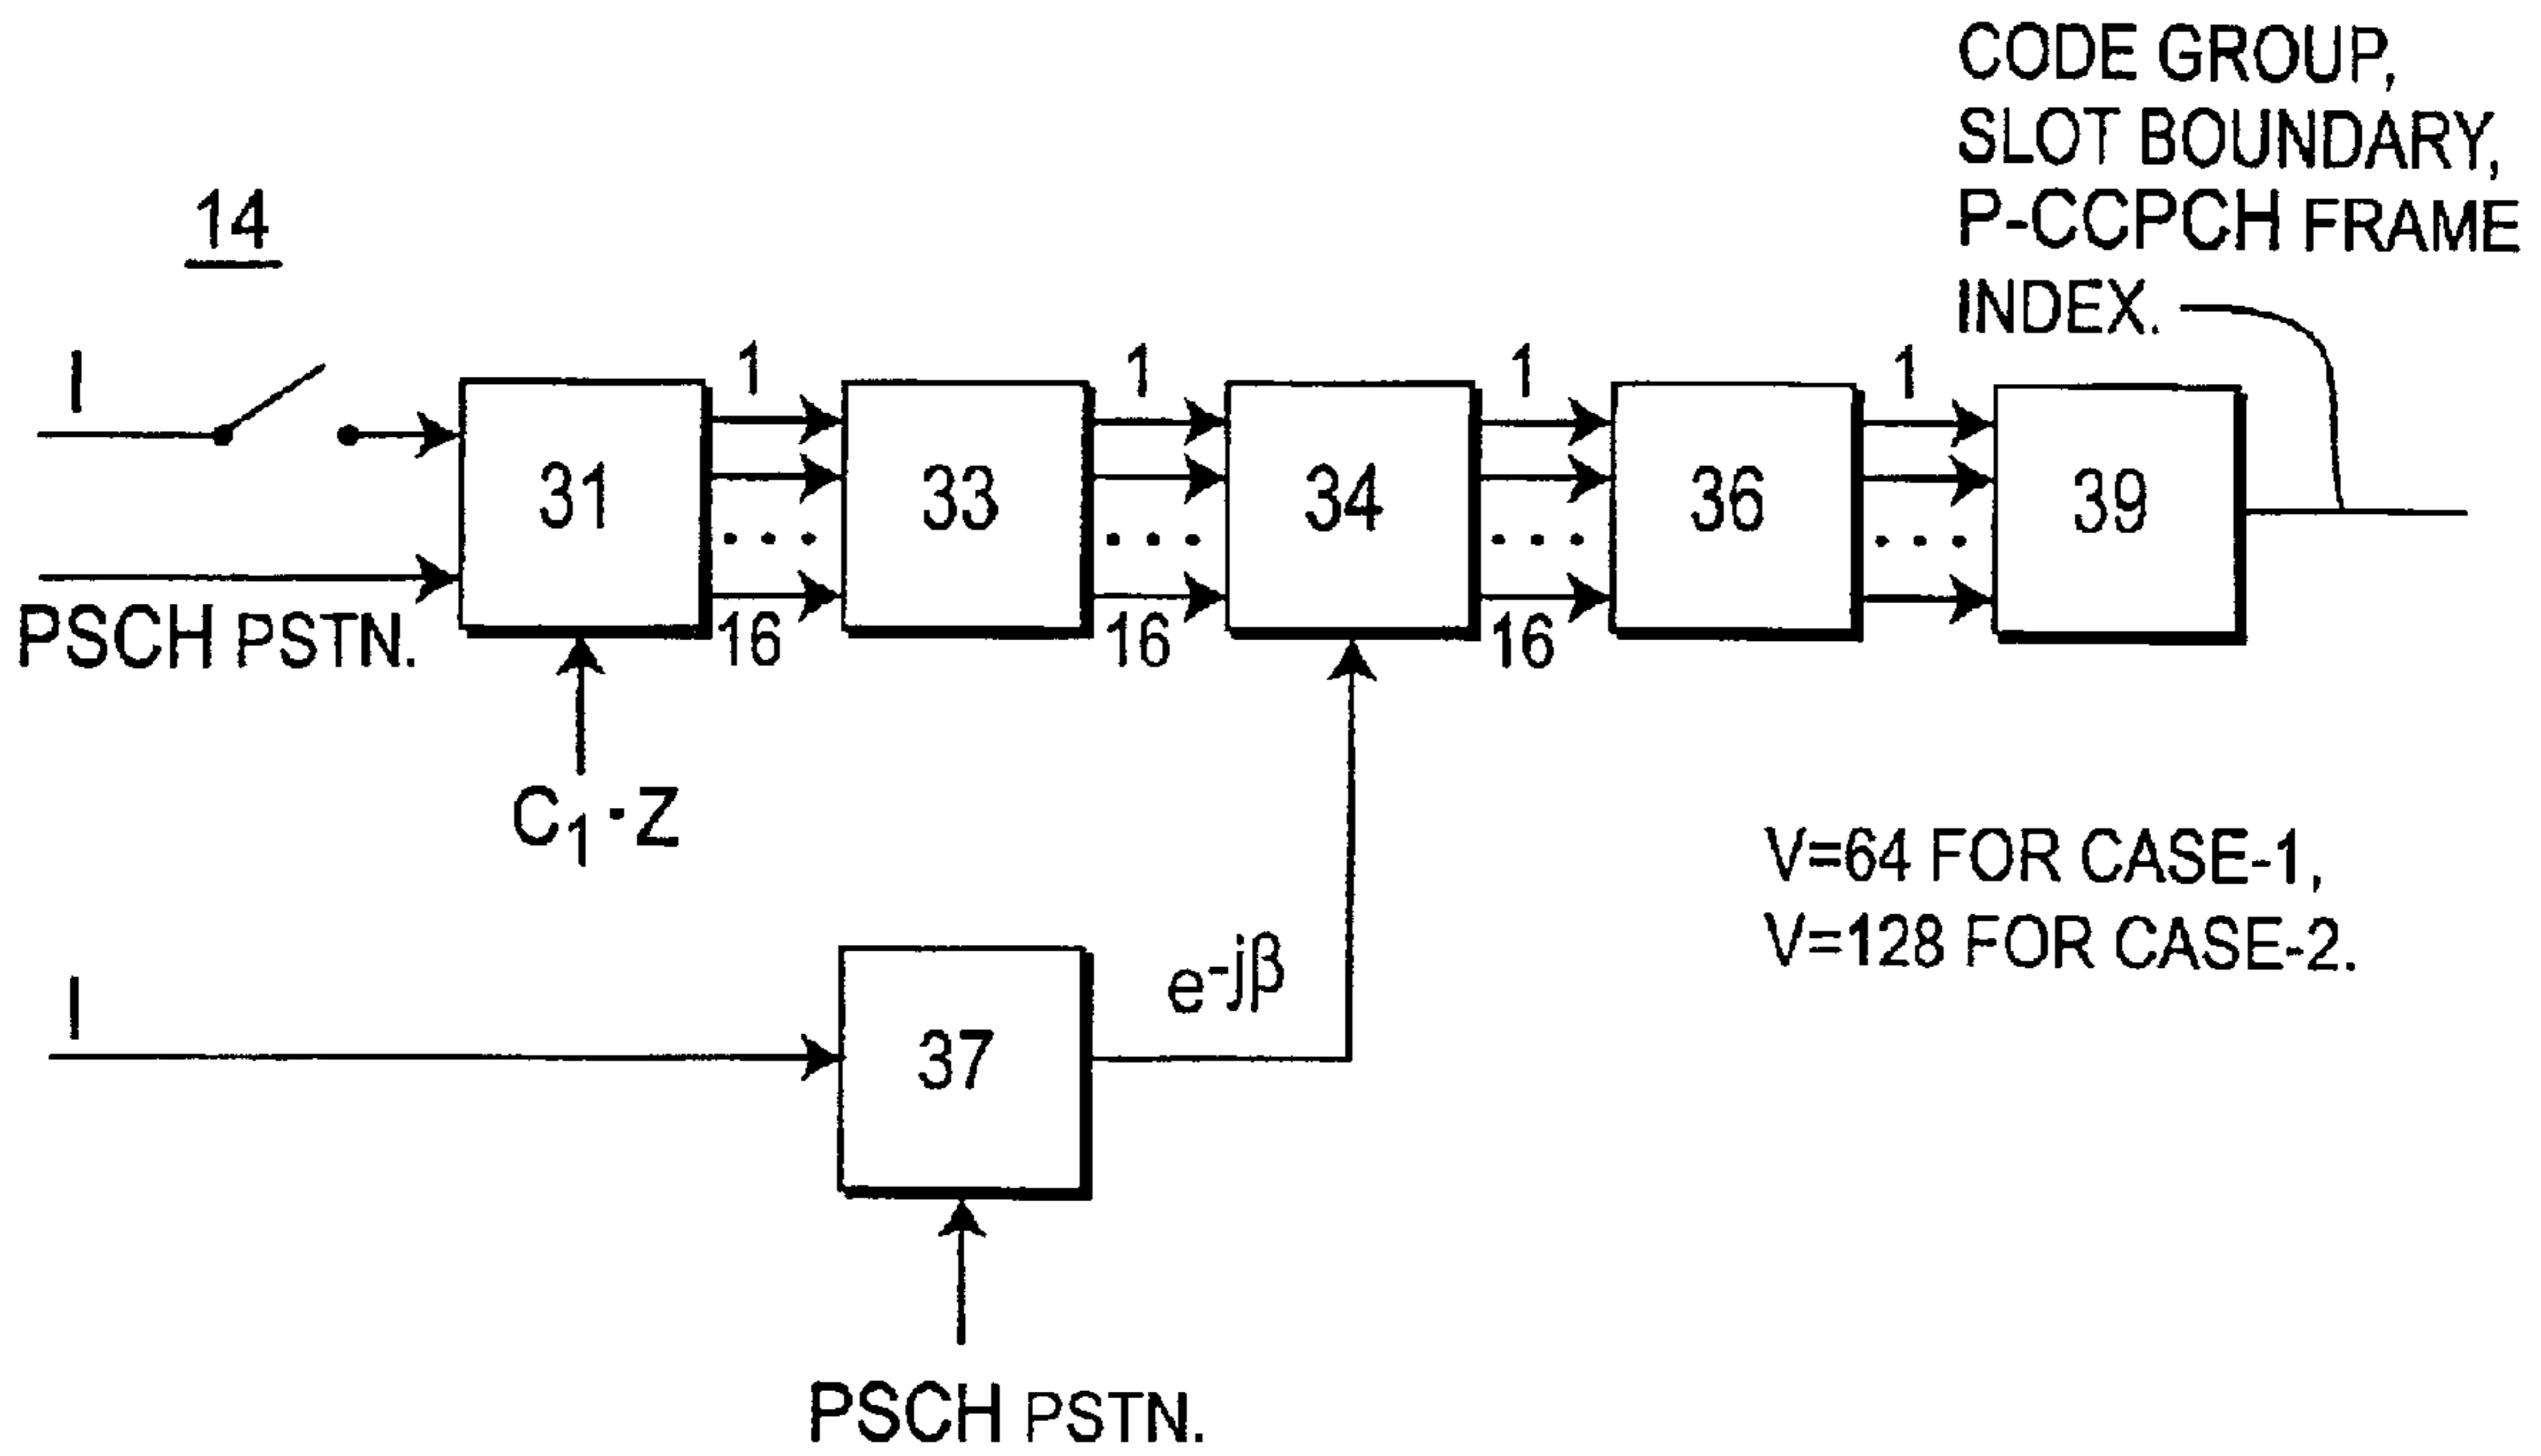 CODE GROUP,
SLOT BOUNDARY,
P-CCPCH FRAME
INDEX.
14
I
1
1
1
1
31
33
34
36
39
. . .
. . .
. . .
. . .
PSCH PSTN.
16
16
16
C1·Z
V=64 FOR CASE-1,
V=128 FOR CASE-2.
I
37
e-jβ
PSCH PSTN.